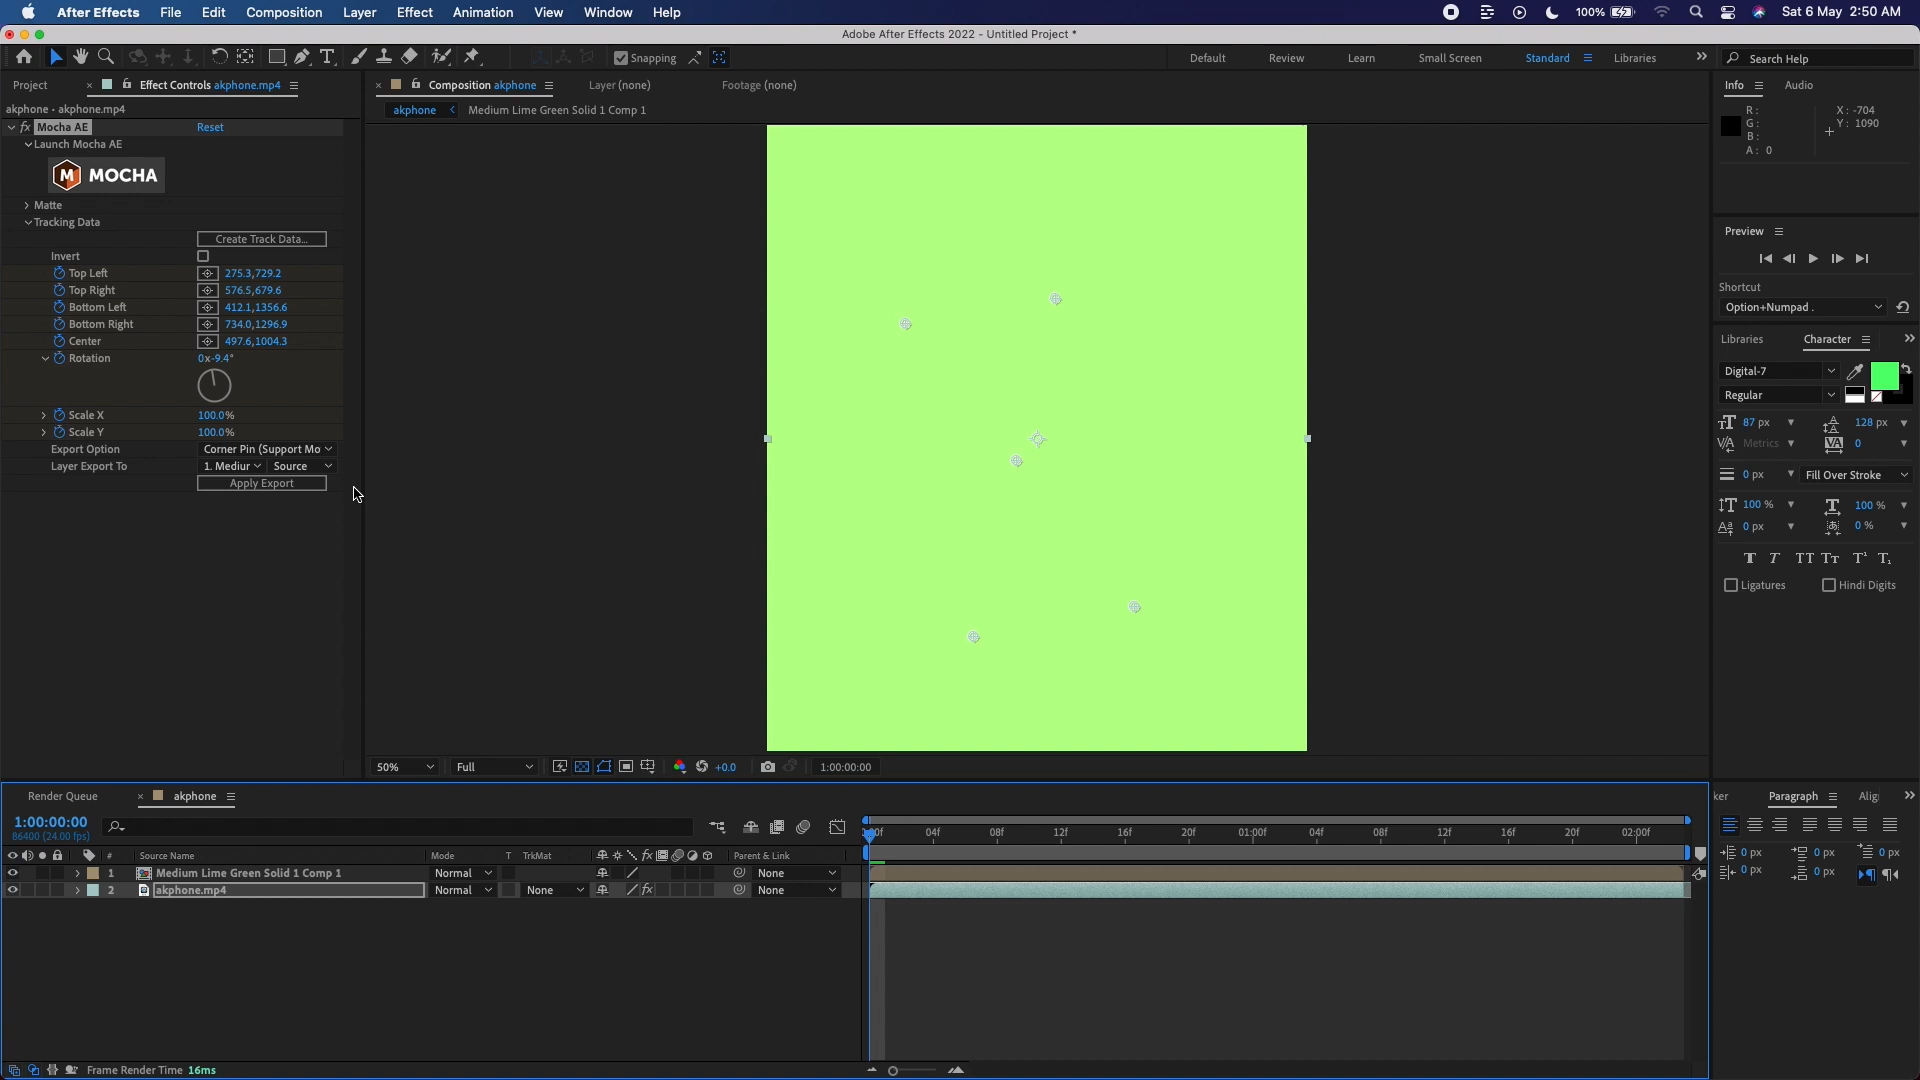 After Effects File Edit Composition Layer Effect Animation View Window Help 100% Sat 6 May 2:50 AM
Adobe After Effects 2022 - Untitled Project *
Snapping Default Review Learn Small Screen Standard Libraries Search Help
Project Effect Controls akphone.mp4 Composition akphone Layer (none) Footage (none) Info Audio
akphone • akphone.mp4 akphone Medium Lime Green Solid 1 Comp 1
R: G: B: A: 0 X: -704 Y: 1090
fx Mocha AE Reset
Launch Mocha AE
M MOCHA
Matte
Tracking Data
Create Track Data...
Invert
Top Left 275.3,729.2
Top Right 576.5,679.6
Bottom Left 412.1,1356.6
Bottom Right 734.0,1296.9
Center 497.6,1004.3
Rotation 0x-9.4°
Scale X 100.0%
Scale Y 100.0%
Export Option Corner Pin (Support Mo
Layer Export To 1. Mediur Source
Apply Export
Preview
Shortcut
Option+Numpad .
Libraries Character
Digital-7
Regular
87 px 128 px
Metrics 0
0 px Fill Over Stroke
100 % 100 %
0 px 0 %
T T TT Tr T¹ T,
Ligatures Hindi Digits
50% Full +0.0 1:00:00:00
Render Queue akphone
ker Paragraph Alig
1:00:00:00
86400 (24.00 fps)
:00f 04f 08f 12f 16f 20f 01:00f 04f 08f 12f 16f 20f 02:00f
# Source Name Mode T TrkMat fx Parent & Link
1 Medium Lime Green Solid 1 Comp 1 Normal None
2 akphone.mp4 Normal None fx None
0 px 0 px 0 px
0 px 0 px
Frame Render Time 16ms